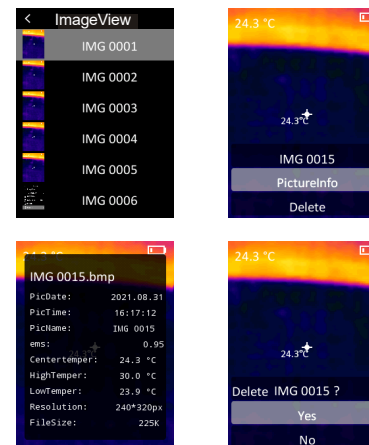 < ImageView
IMG 0001
IMG 0002
IMG 0003
IMG 0004
IMG 0005
IMG 0006
24.3 °C
24.3°C
IMG 0015
PictureInfo
Delete
IMG 0015.bmp
PicDate: 2021.08.31
PicTime: 16:17:12
PicName: IMG 0015
ems: 0.95
24.3°C
Centertemper: 24.3 °C
HighTemper: 30.0 °C
LowTemper: 23.9 °C
Resolution: 240*320px
FileSize: 225K
24.3 °C
24.3°C
Delete IMG 0015 ?
Yes
No